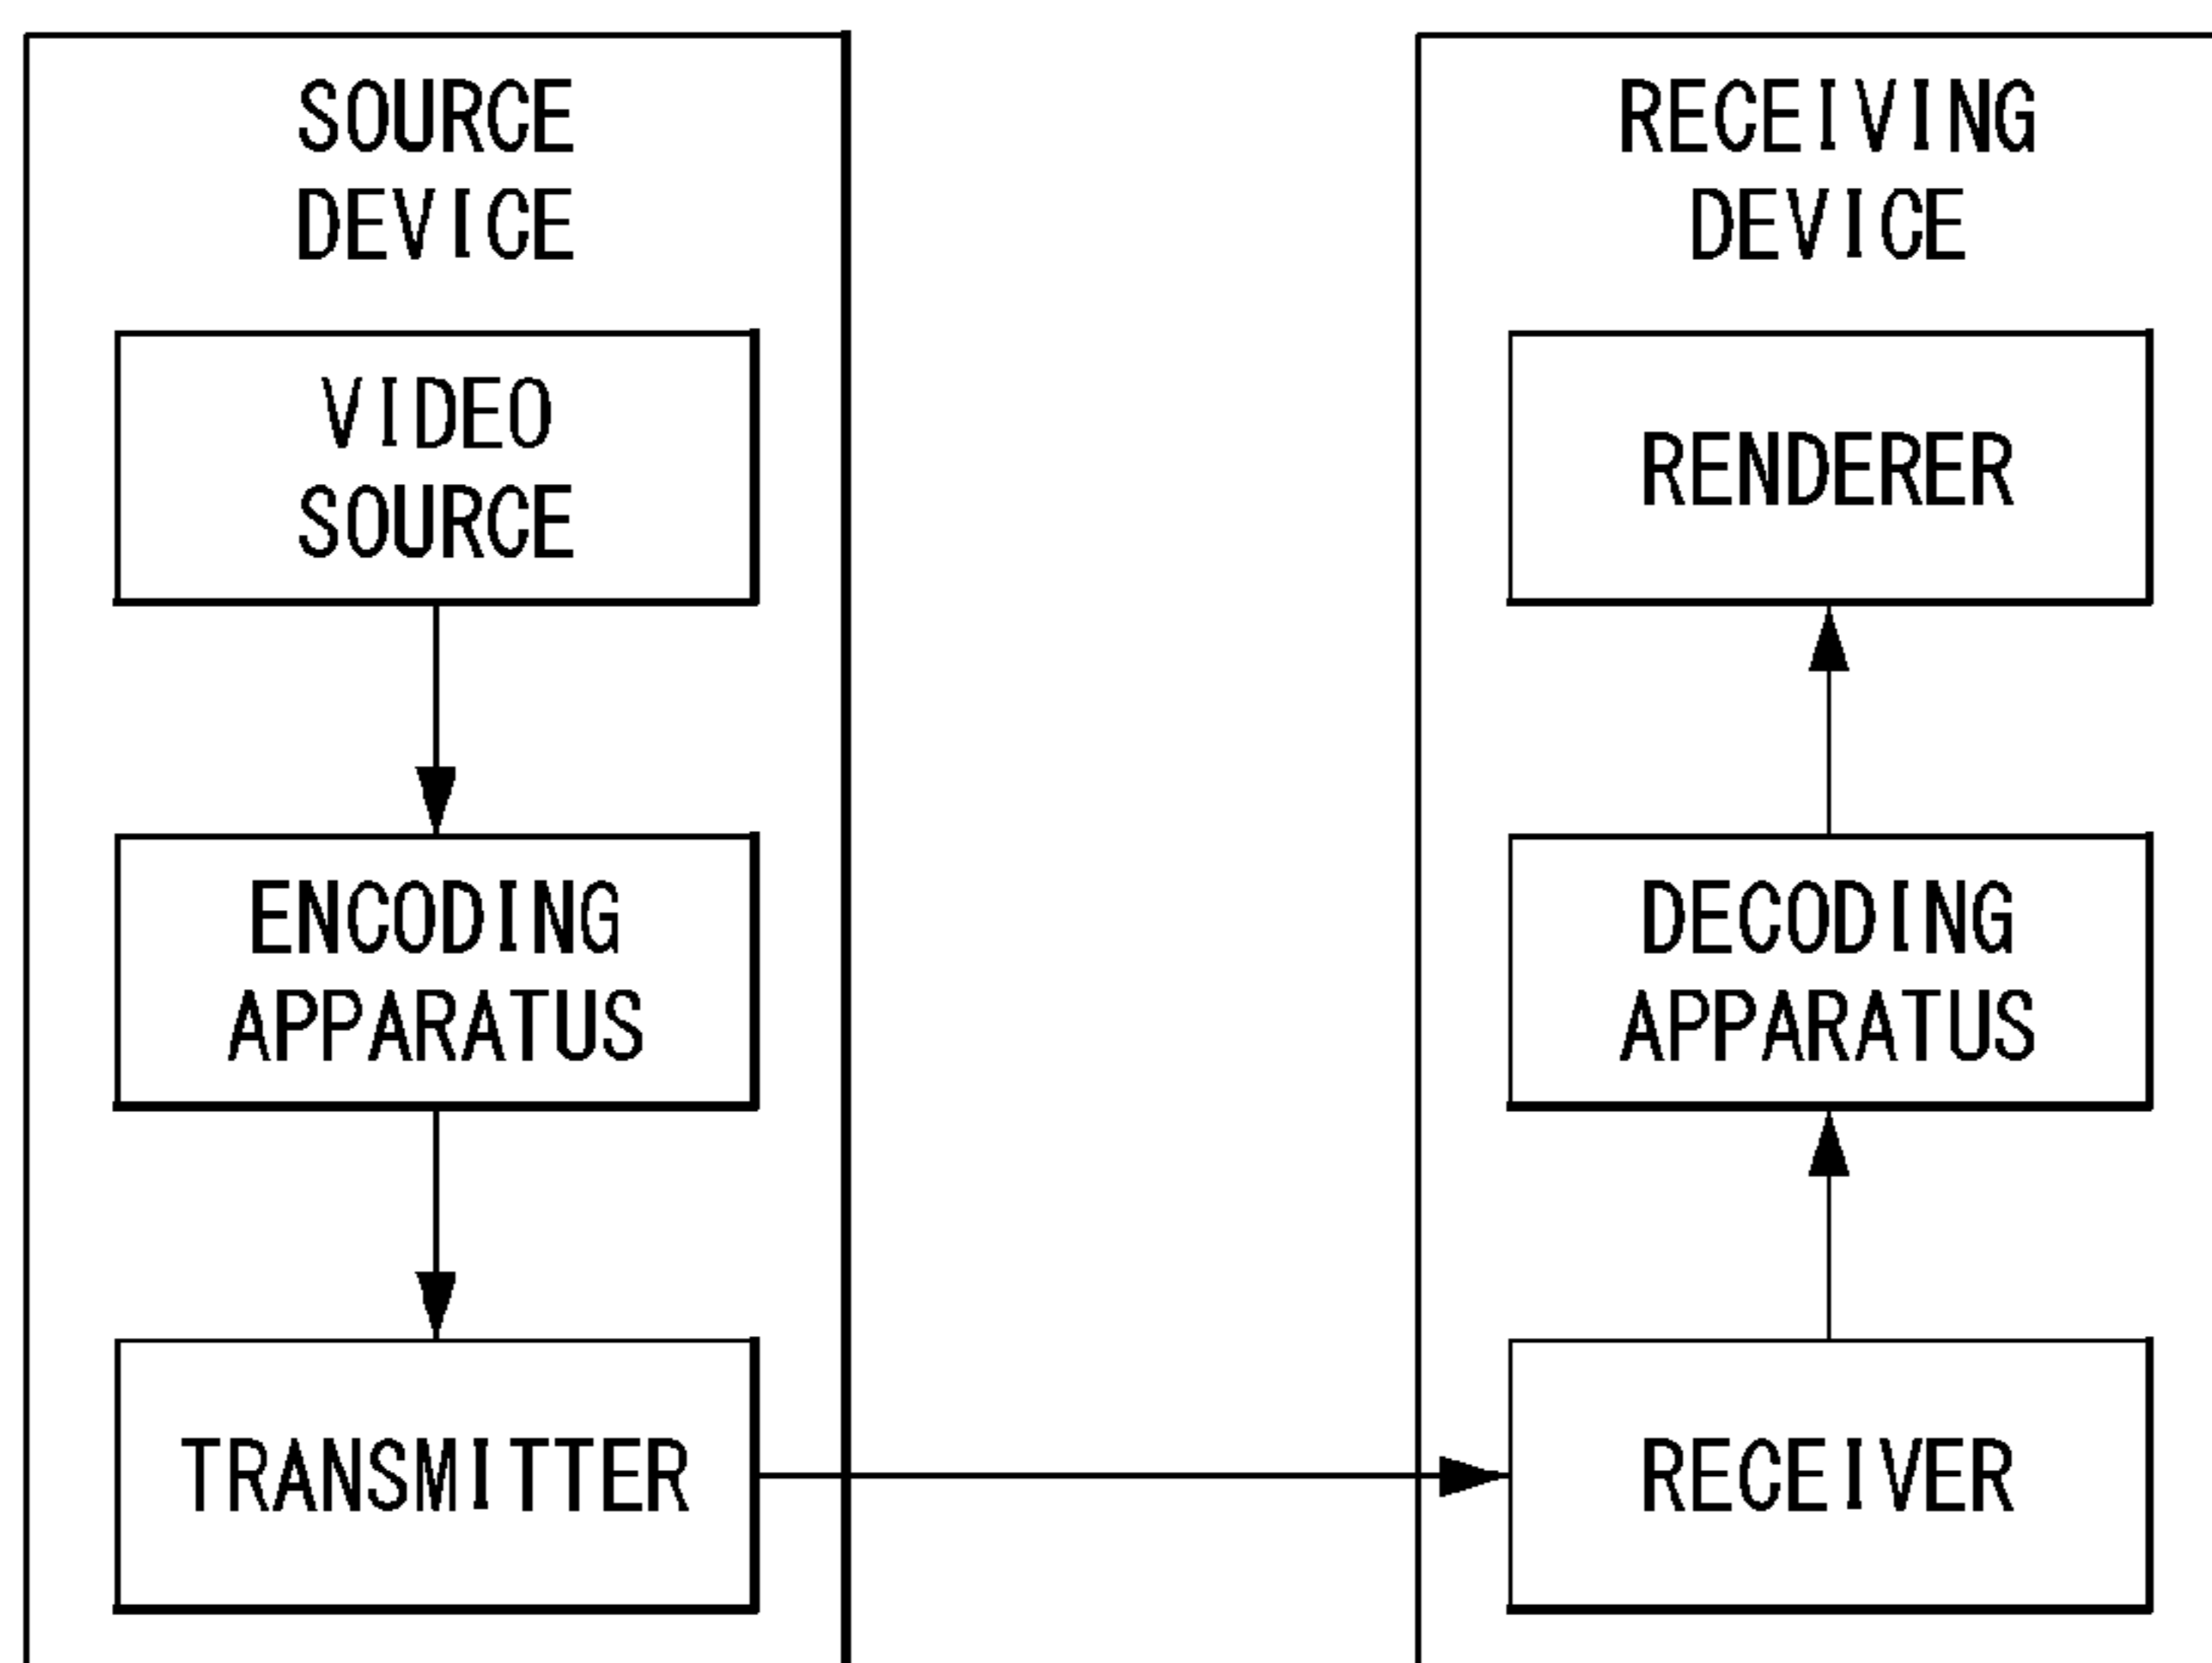 SOURCE
DEVICE
VIDEO
SOURCE
ENCODING
APPARATUS
TRANSMITTER
RECEIVING
DEVICE
RENDERER
DECODING
APPARATUS
RECEIVER